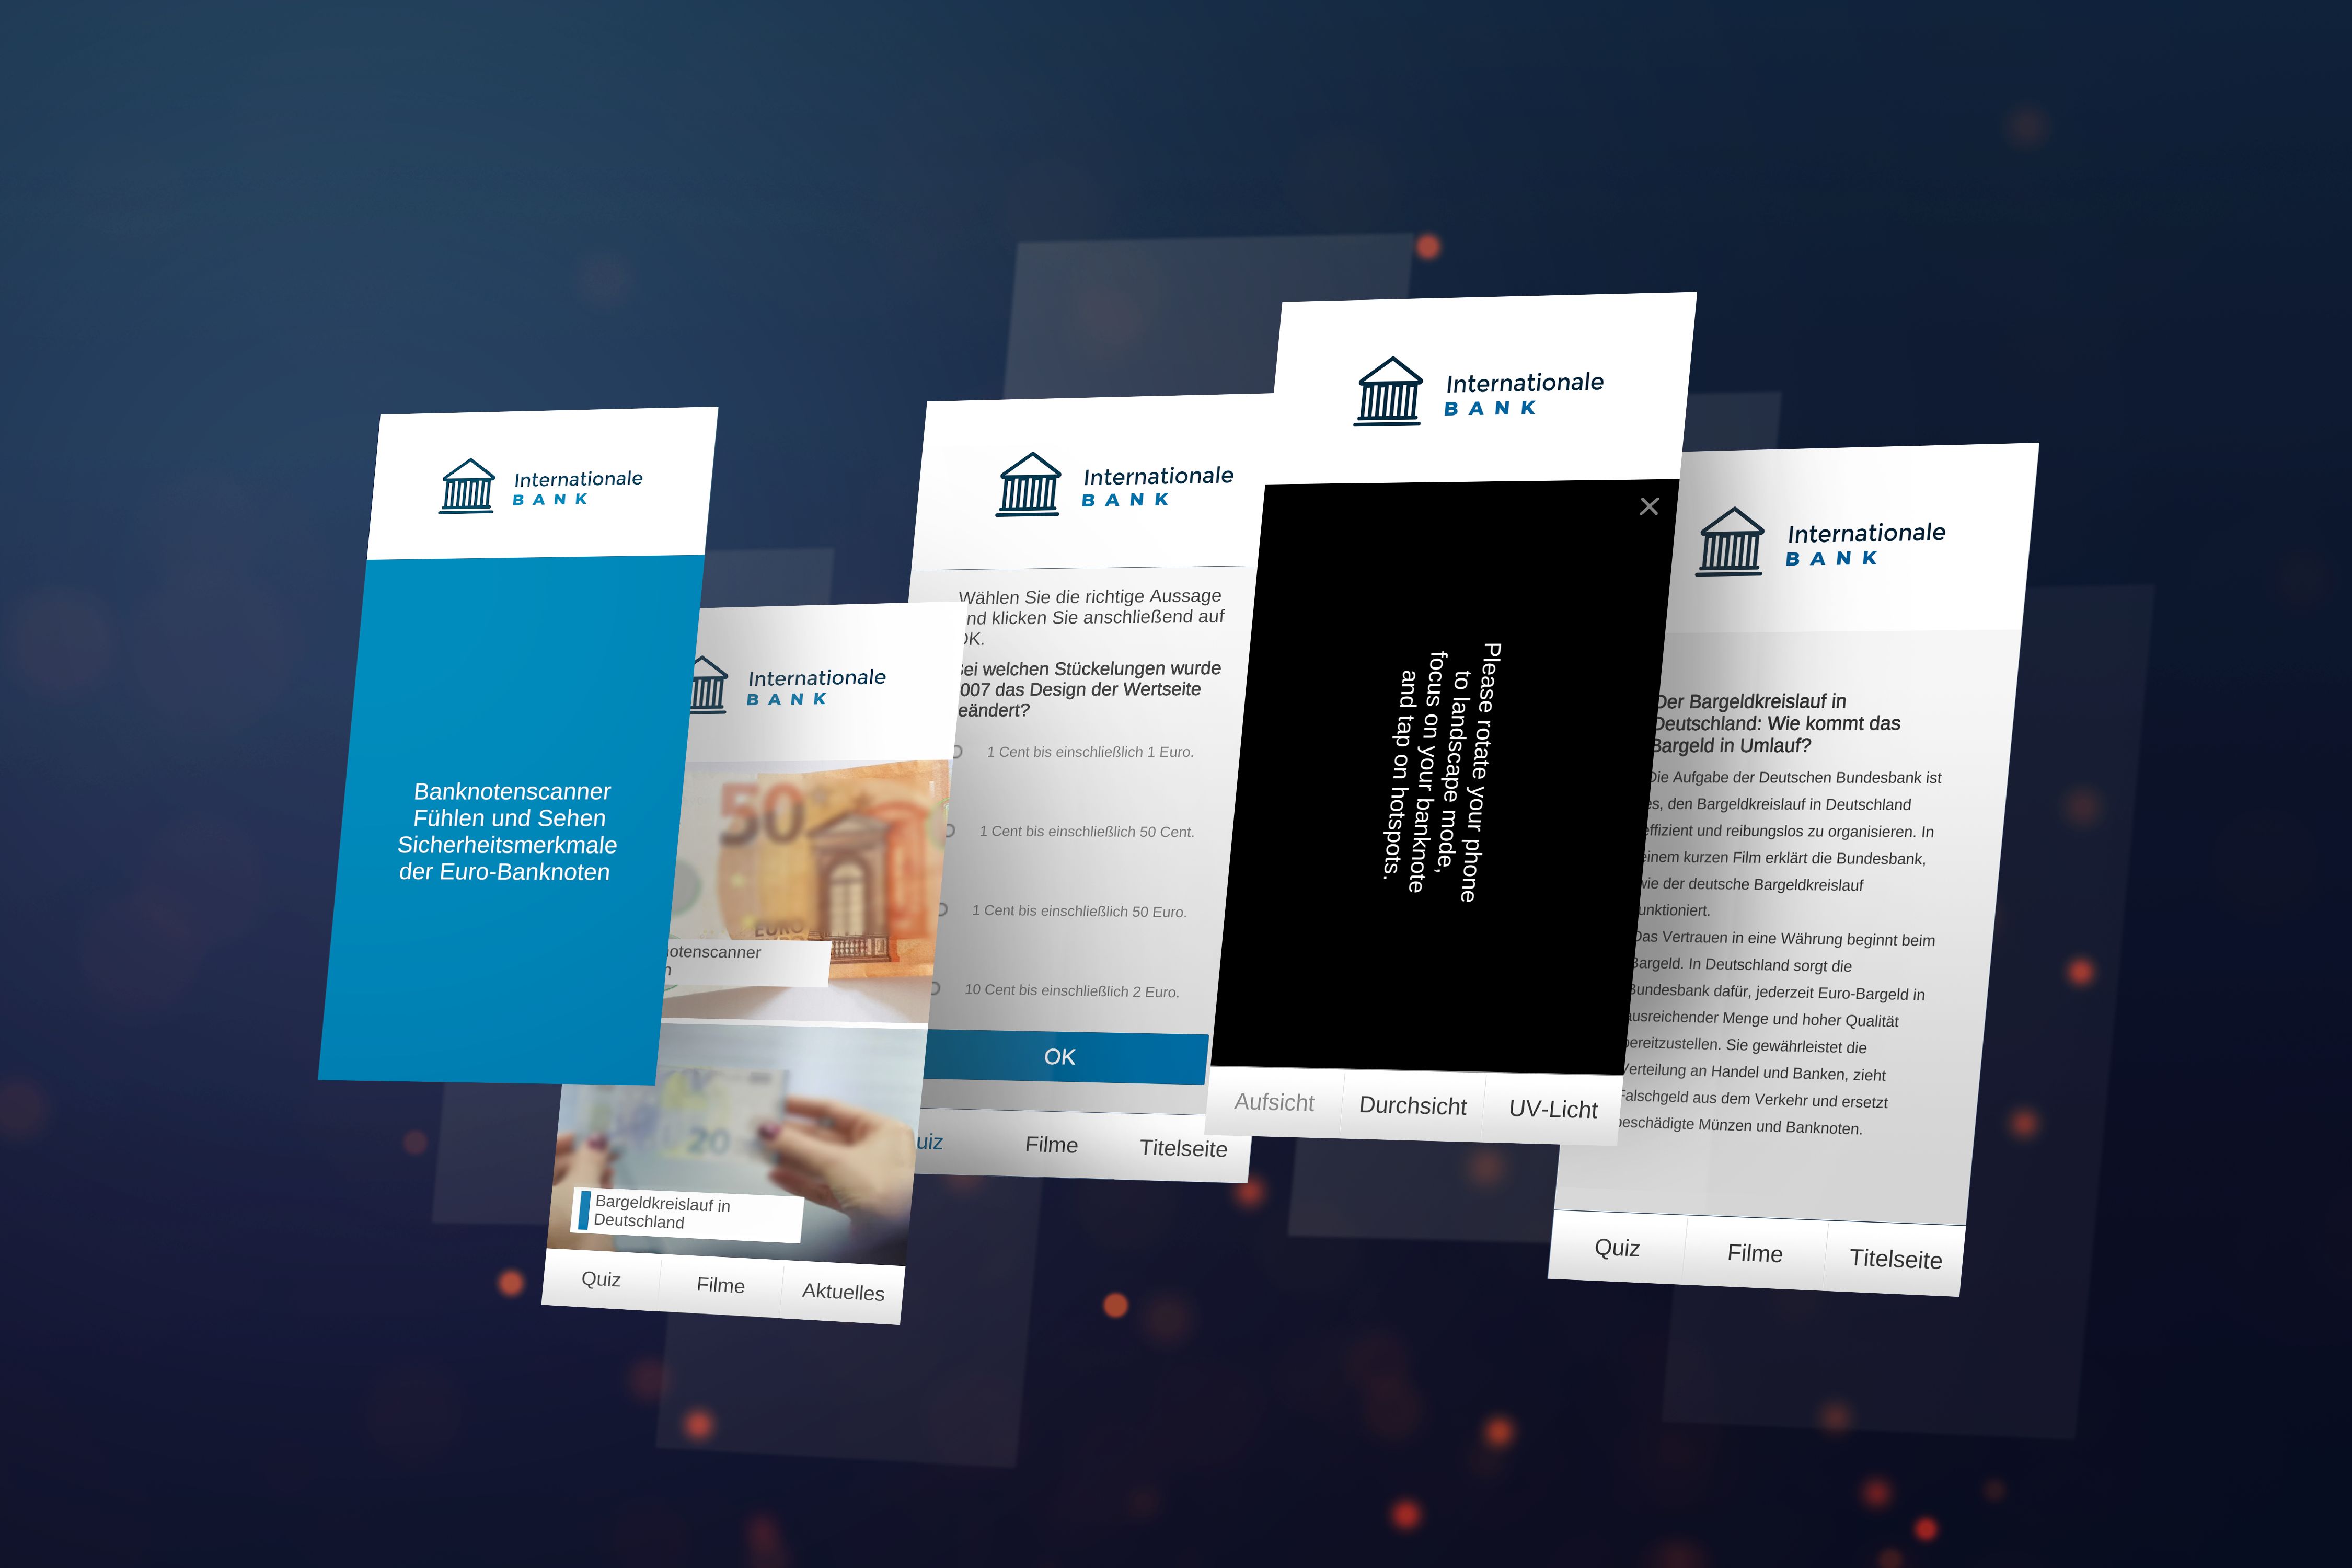 Internationale
BANK
Banknotenscanner
Fühlen und Sehen
Sicherheitsmerkmale
der Euro-Banknoten
Internationale
BANK
50
EURO
20
Bargeldkreislauf in
Deutschland
Quiz
Filme
Aktuelles
Internationale
BANK
Wählen Sie die richtige Aussage
nd klicken Sie anschließend auf
OK.
Bei welchen Stückelungen wurde
007 das Design der Wertseite
eändert?
1 Cent bis einschließlich 1 Euro.
1 Cent bis einschließlich 50 Cent.
1 Cent bis einschließlich 50 Euro.
10 Cent bis einschließlich 2 Euro.
OK
uiz
Filme
Titelseite
Internationale
BANK
Please rotate your phone
to landscape mode,
focus on your banknote
and tap on hotspots.
Aufsicht
Durchsicht
UV-Licht
Internationale
BANK
Der Bargeldkreislauf in
Deutschland: Wie kommt das
Bargeld in Umlauf?
Die Aufgabe der Deutschen Bundesbank ist
es, den Bargeldkreislauf in Deutschland
effizient und reibungslos zu organisieren. In
einem kurzen Film erklärt die Bundesbank,
wie der deutsche Bargeldkreislauf
unktioniert.
Das Vertrauen in eine Währung beginnt beim
Bargeld. In Deutschland sorgt die
Bundesbank dafür, jederzeit Euro-Bargeld in
ausreichender Menge und hoher Qualität
bereitzustellen. Sie gewährleistet die
Verteilung an Handel und Banken, zieht
Falschgeld aus dem Verkehr und ersetzt
beschädigte Münzen und Banknoten.
Quiz
Filme
Titelseite